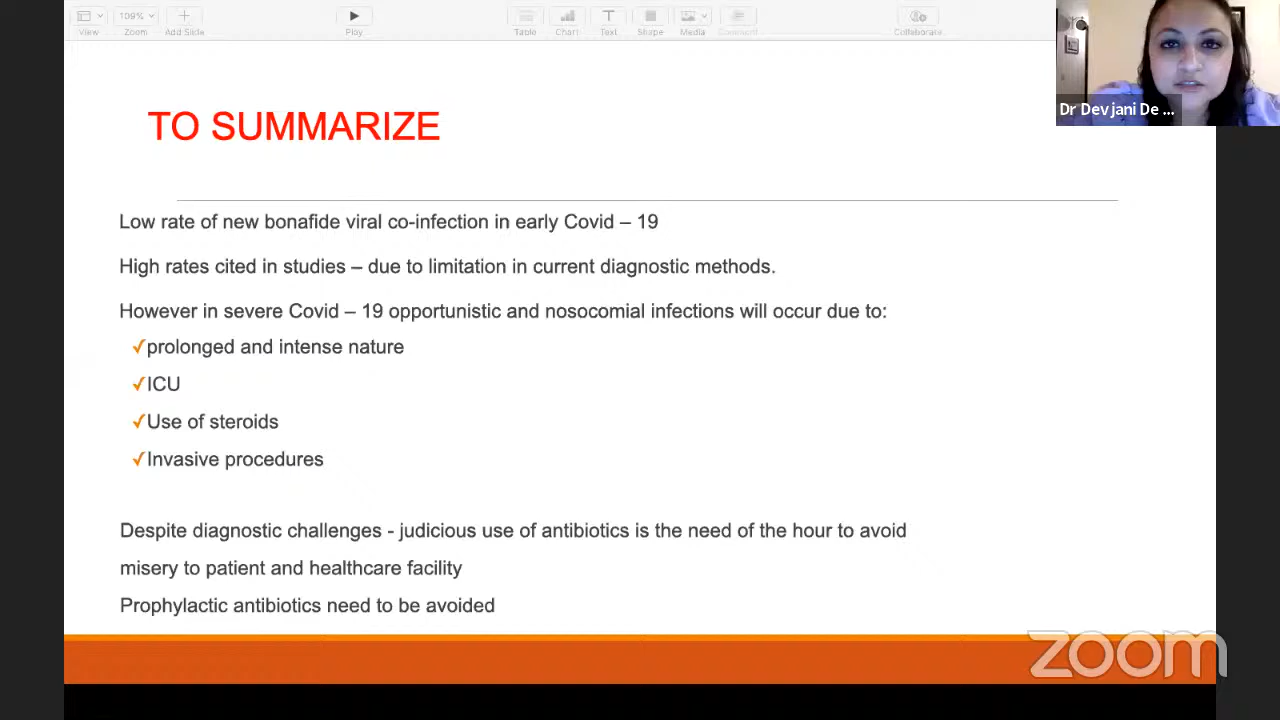 109%
View
Zoom
Add Slide
Play
Table
Chart
Text
Shape
Media
Comment
Collaborate
Dr Devjani De ...
TO SUMMARIZE
Low rate of new bonafide viral co-infection in early Covid – 19
High rates cited in studies – due to limitation in current diagnostic methods.
However in severe Covid – 19 opportunistic and nosocomial infections will occur due to:
✓prolonged and intense nature
✓ICU
✓Use of steroids
✓Invasive procedures
Despite diagnostic challenges - judicious use of antibiotics is the need of the hour to avoid
misery to patient and healthcare facility
Prophylactic antibiotics need to be avoided
zoom